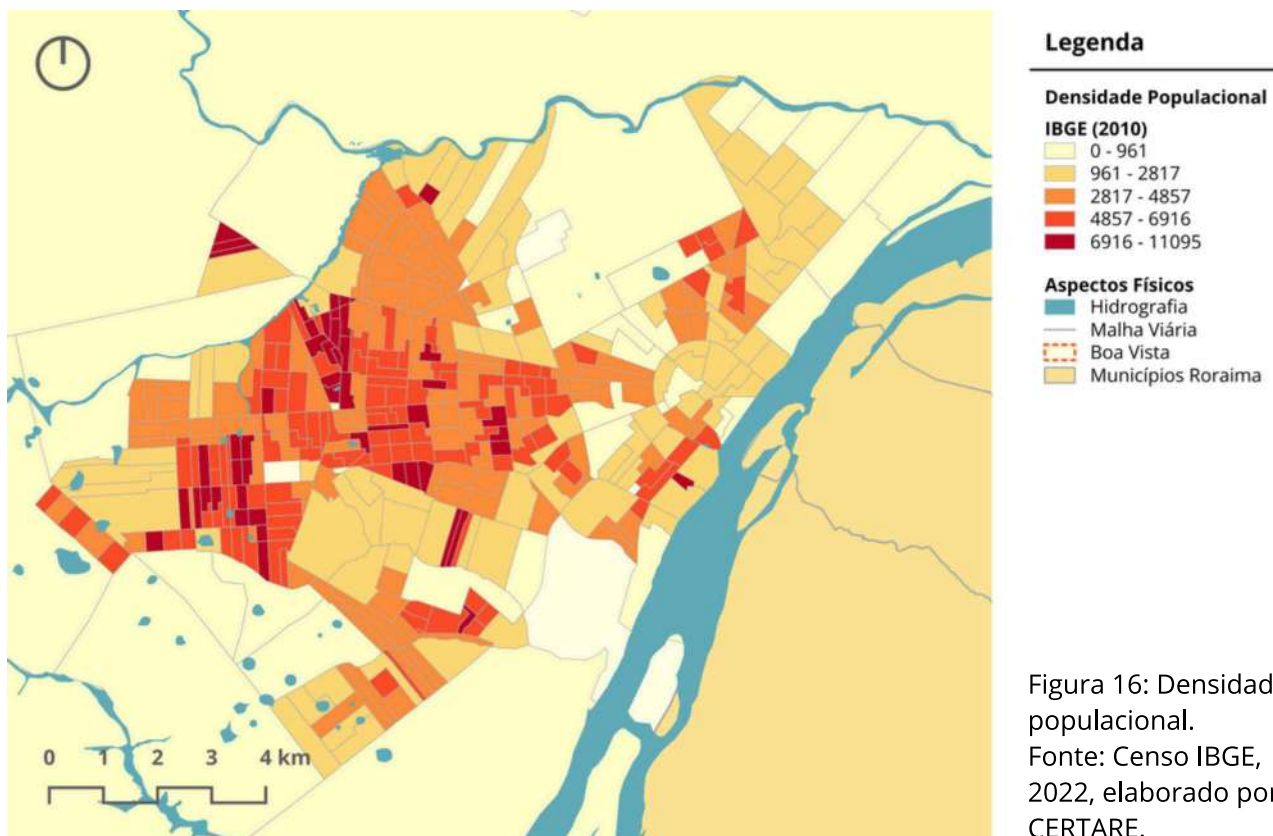 Legenda
Densidade Populacional
IBGE (2010)
0 - 961
961 - 2817
2817 - 4857
4857 - 6916
6916 - 11095
Aspectos Físicos
Hidrografia
Malha Viária
Boa Vista
Municípios Roraima
0 1 2 3 4 km
Figura 16: Densidad
populacional.
Fonte: Censo IBGE,
2022, elaborado por
CERTARE.